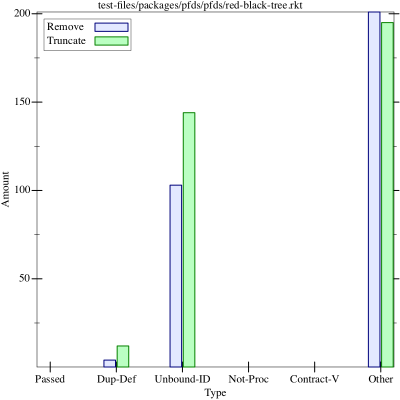 test-files/packages/pfds/pfds/red-black-tree.rkt
200
Remove
Truncate
150
Amount
100
50
Passed Dup-Def Unbound-ID Not-Proc Contract-V Other
Type